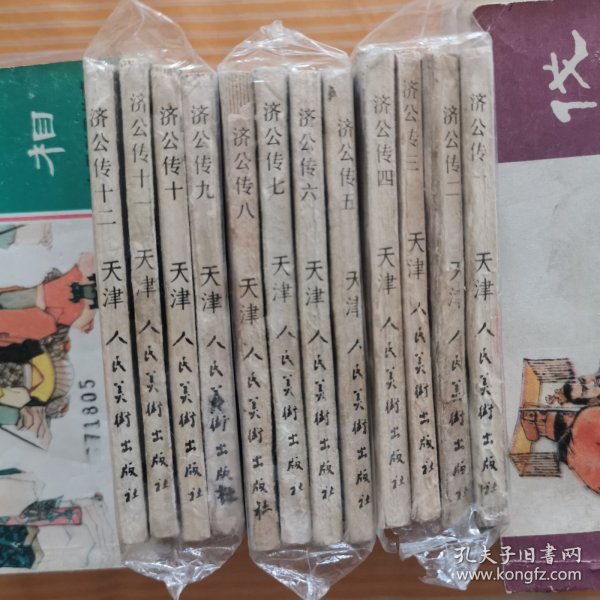 相
济公传十二 天津人民美术出版社
济公传十一 天津人民美术出版社
济公传十 天津人民美术出版社
济公传九 天津人民美术出版社
济公传八 天津人民美术出版社
济公传七 天津人民美术出版社
济公传六 天津人民美术出版社
济公传五 天津人民美术出版社
济公传四 天津人民美术出版社
济公传三 天津人民美术出版社
济公传二 天津人民美术出版社
济公传一 天津人民美术出版社
71805
孔夫子旧书网
www.kongfz.com